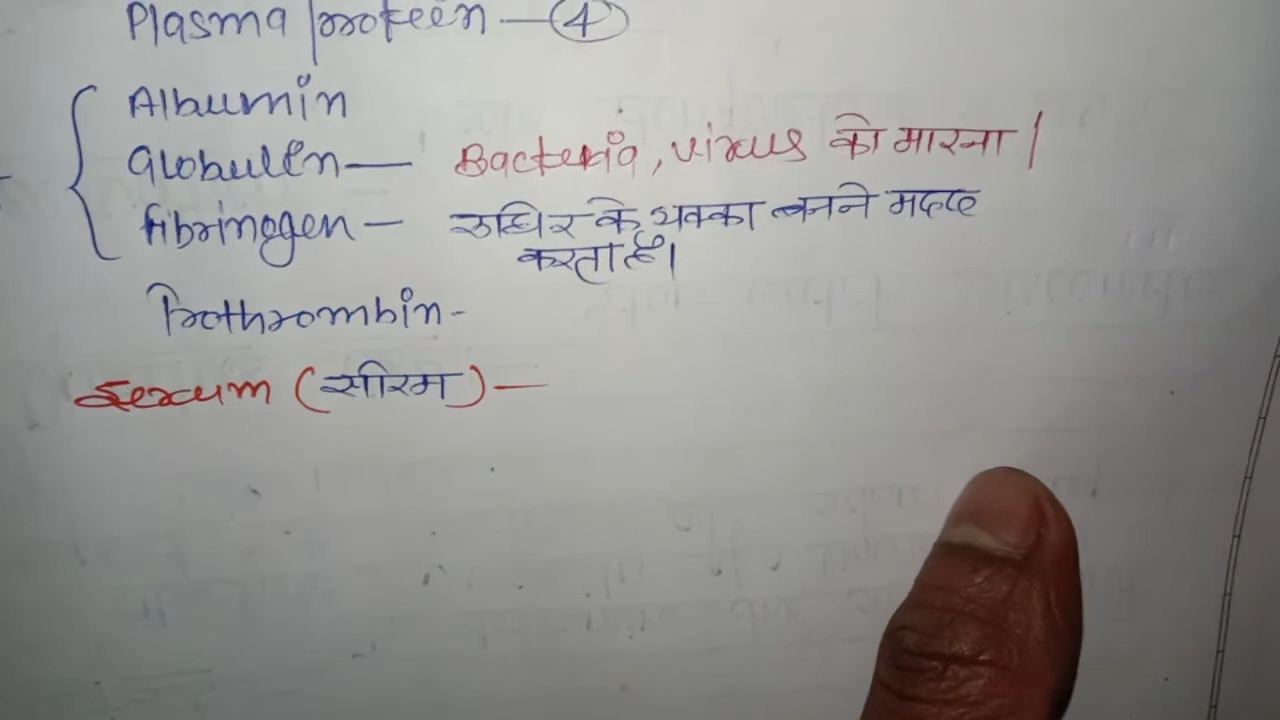 Plasma protein — 4
Albumin
Globulin — Bacteria, virus को मारना |
fibrinogen — रुधिर के थक्का बनने मदद
करता है।
Prothrombin -
Serum (सीरम) —